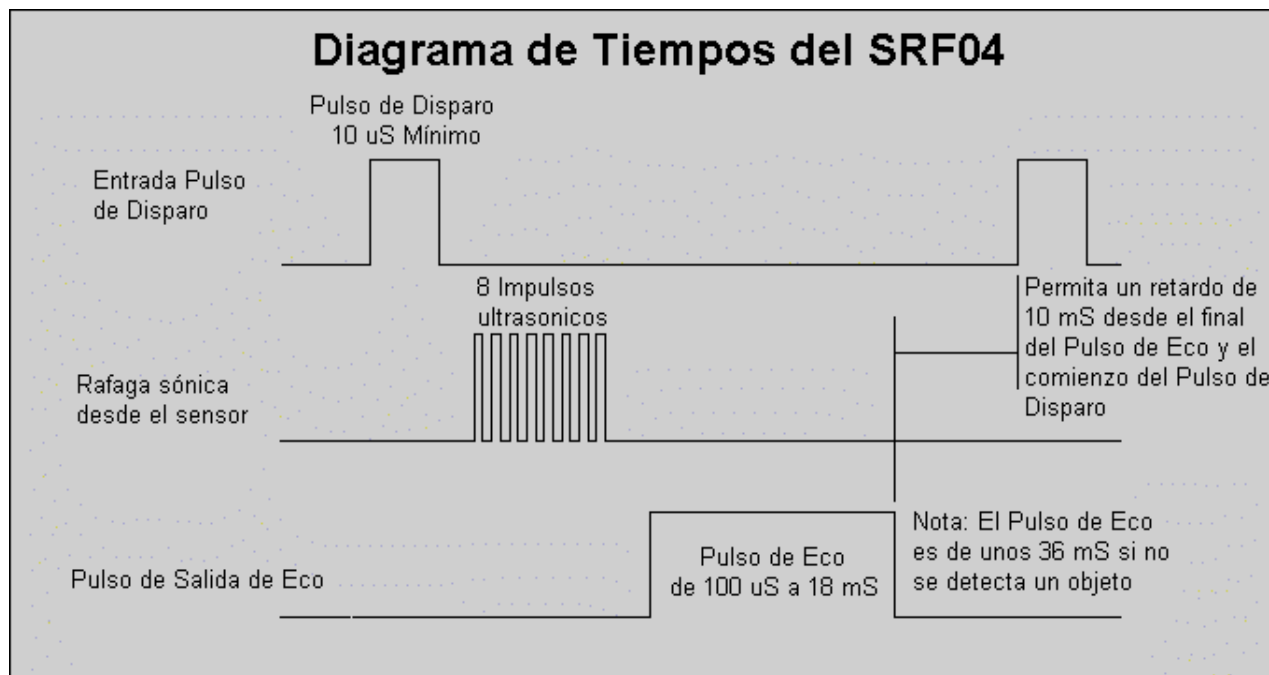 Diagrama de Tiempos del SRF04
Pulso de Disparo
10 uS Mínimo
Entrada Pulso
de Disparo
8 Impulsos
ultrasonicos
Permita un retardo de
10 mS desde el final
del Pulso de Eco y el
comienzo del Pulso de
Disparo
Rafaga sónica
desde el sensor
Pulso de Salida de Eco
Pulso de Eco
de 100 uS a 18 mS
Nota: El Pulso de Eco
es de unos 36 mS si no
se detecta un objeto